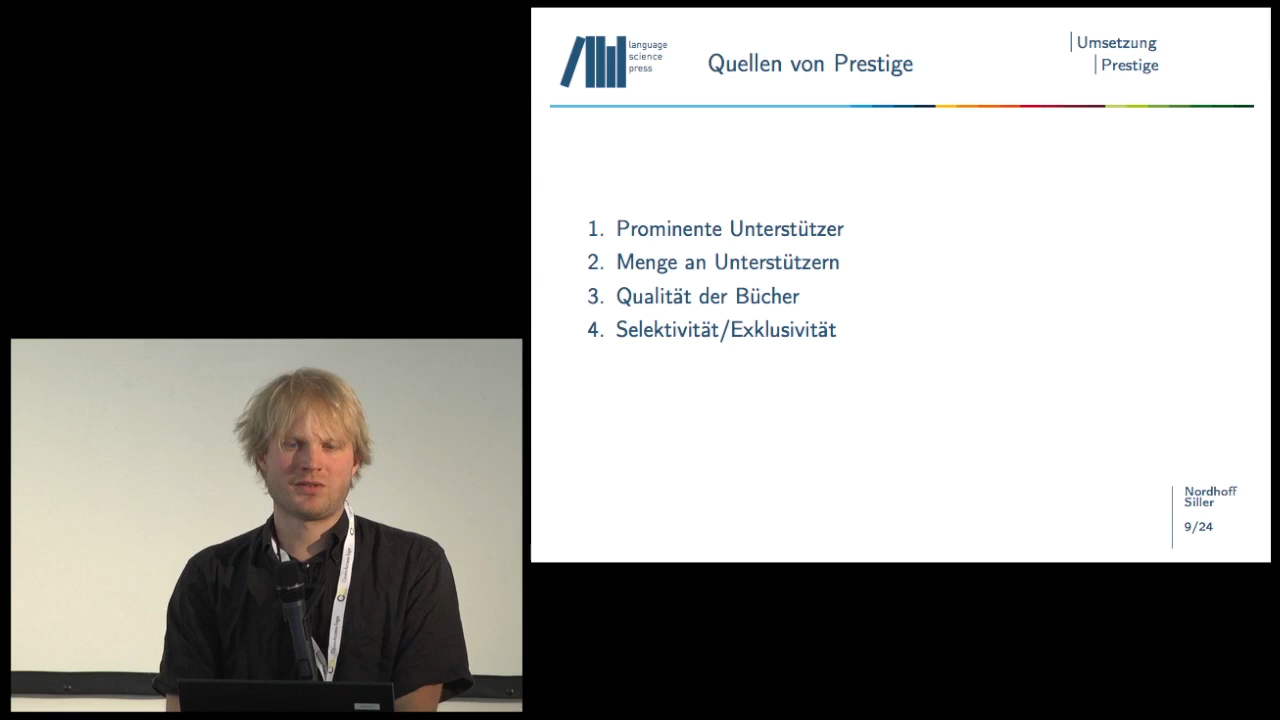 language
science
press
Quellen von Prestige
Umsetzung
Prestige
1. Prominente Unterstützer
2. Menge an Unterstützern
3. Qualität der Bücher
4. Selektivität/Exklusivität
Nordhoff
Siller
9/24